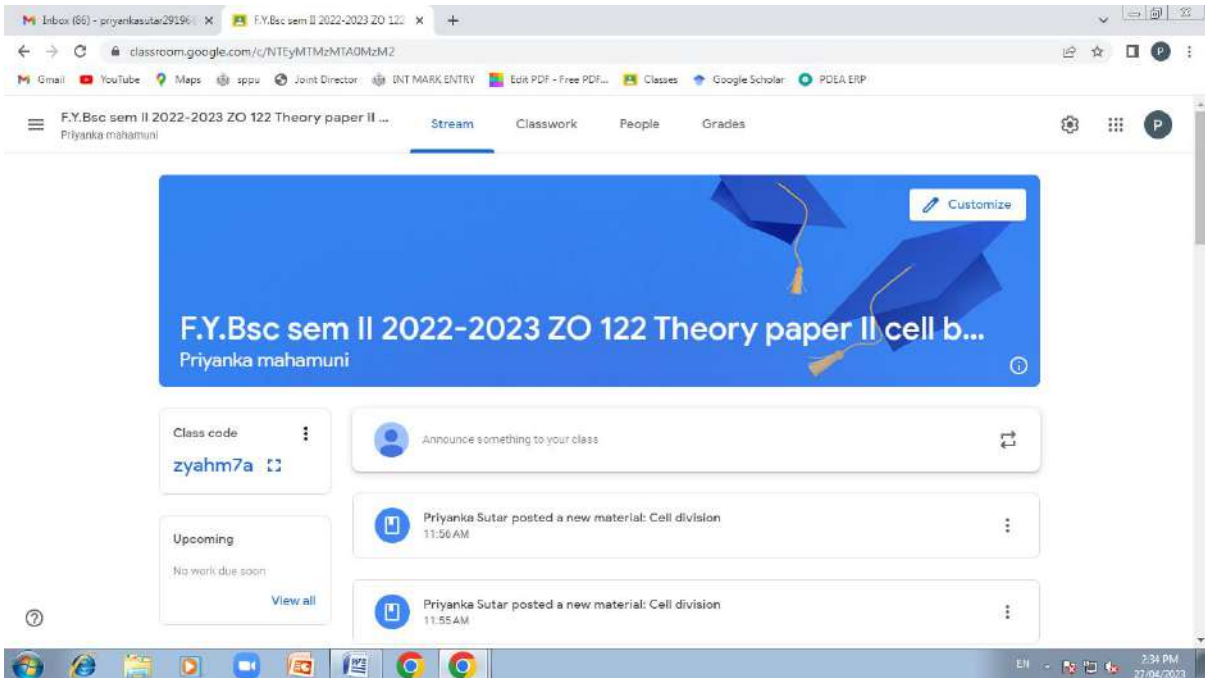 Inbox (86) - priyankasutar29196
F.Y.Bsc sem II 2022-2023 ZO 122
classroom.google.com/c/NTEyMTMzMTA0MzM2
Gmail YouTube Maps sppu Joint Director INT MARK ENTRY Edit PDF - Free PDF... Classes Google Scholar PDEA ERP
F.Y.Bsc sem II 2022-2023 ZO 122 Theory paper II ...
Priyanka mahamuni
Stream Classwork People Grades
P
Customize
F.Y.Bsc sem II 2022-2023 ZO 122 Theory paper II cell b...
Priyanka mahamuni
Class code
zyahm7a
Announce something to your class
Priyanka Sutar posted a new material: Cell division
11:56 AM
Upcoming
No work due soon
View all
Priyanka Sutar posted a new material: Cell division
11:55 AM
EN
2:34 PM
27/04/2023